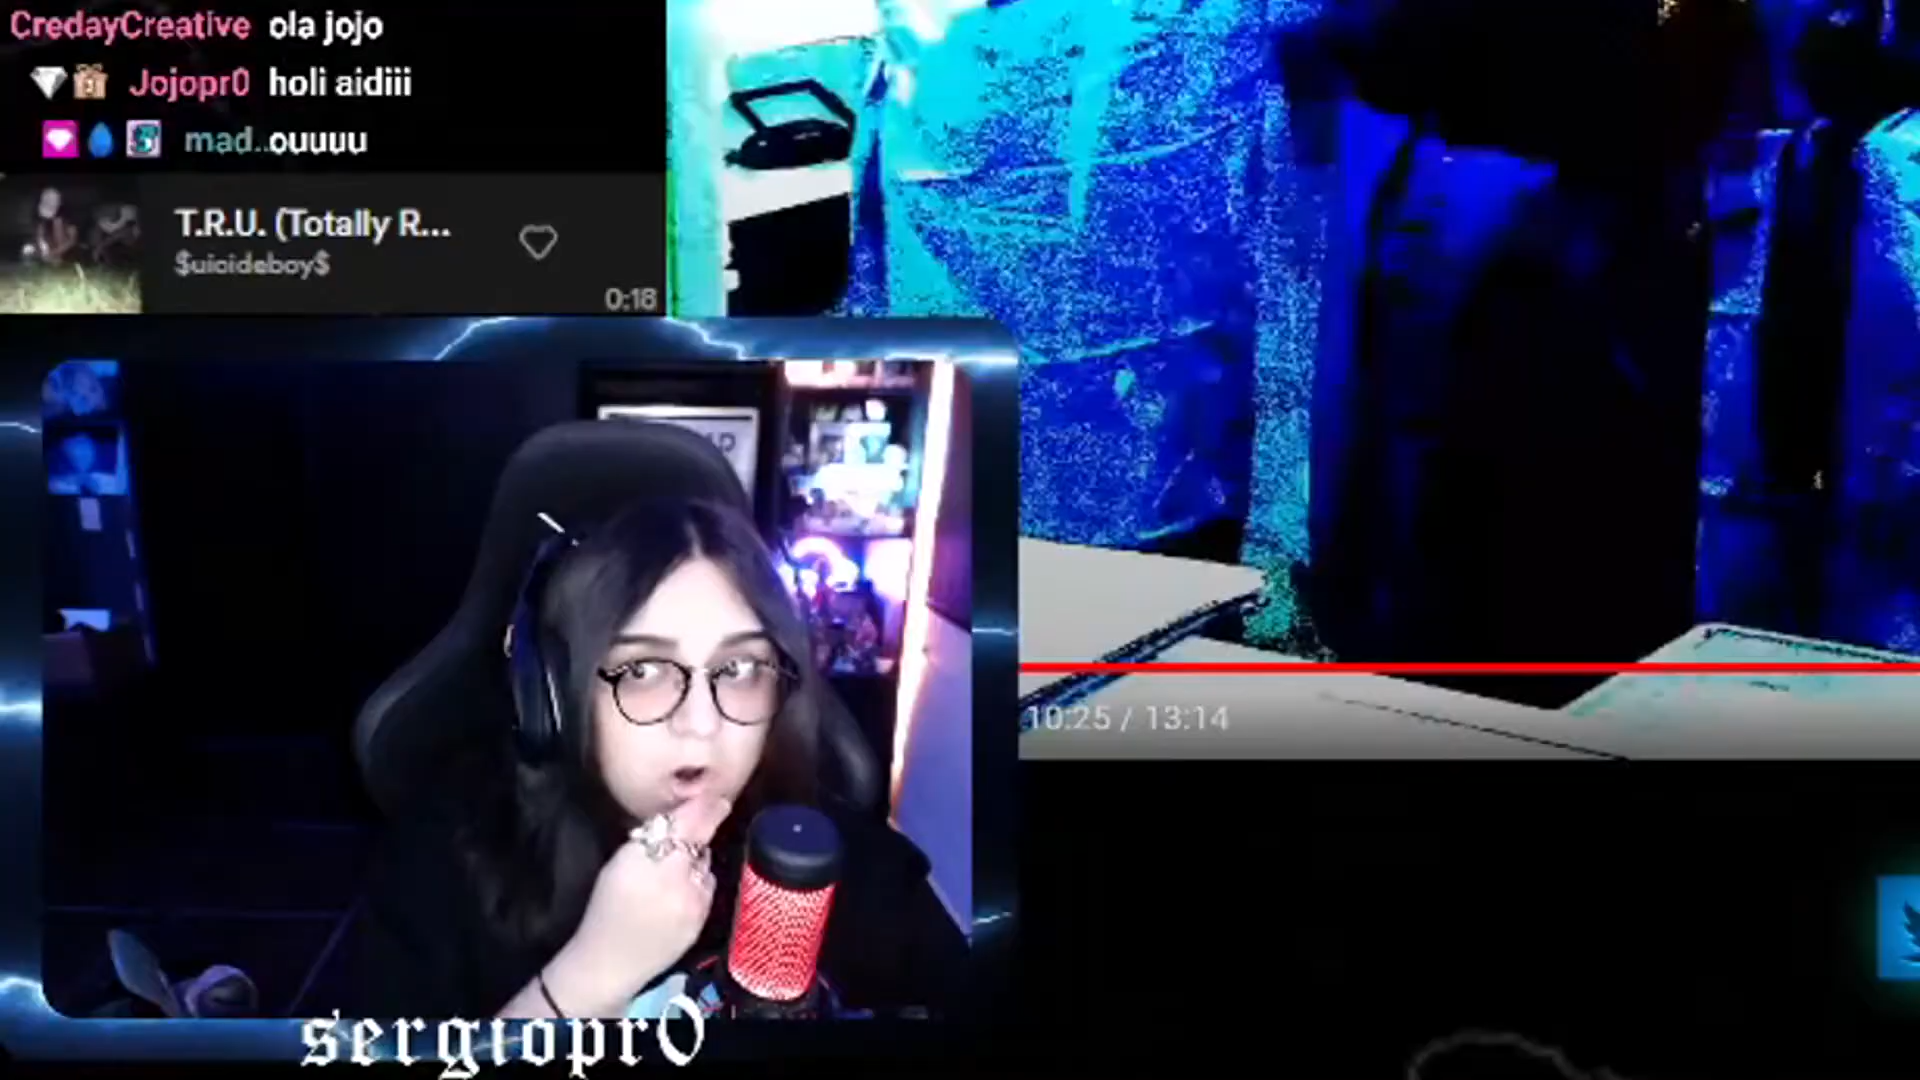 CredayCreative ola jojo
Jojopr0 holi aidiii
mad.. ouuuu
T.R.U. (Totally R...
$uicideboy$
0:18
10:25 / 13:14
sergiopr0